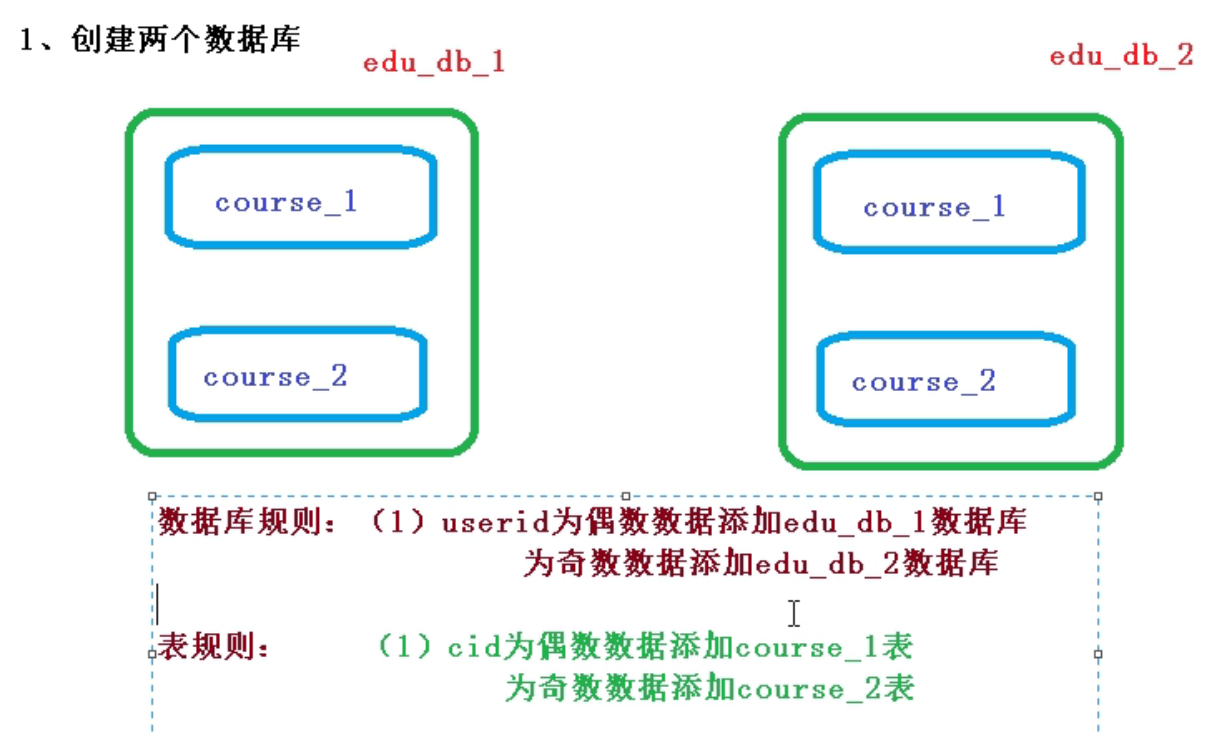 1、创建两个数据库
edu_db_1
edu_db_2
course_1
course_1
course_2
course_2
数据库规则：（1）userid为偶数数据添加edu_db_1数据库
为奇数数据添加edu_db_2数据库
表规则：（1）cid为偶数数据添加course_1表
为奇数数据添加course_2表